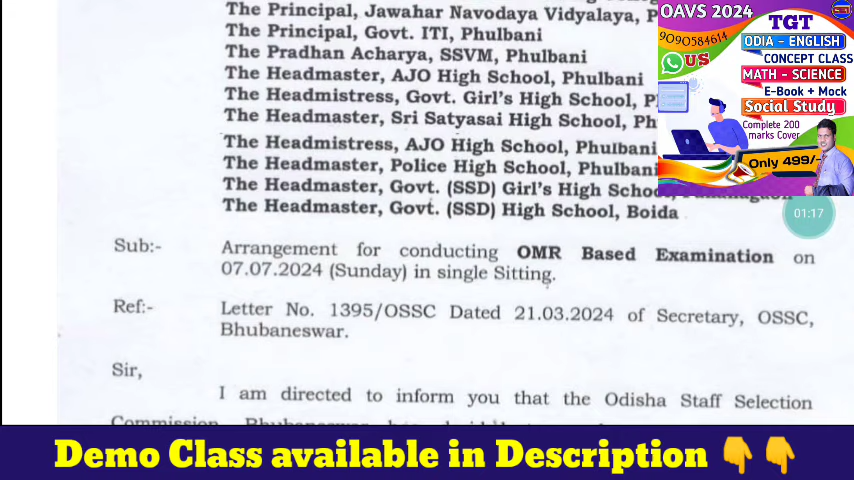 The Principal, Jawahar Navodaya Vidyalaya, P
The Principal, Govt. ITI, Phulbani
The Pradhan Acharya, SSVM, Phulbani
The Headmaster, AJO High School, Phulbani
The Headmistress, Govt. Girl's High School, P
The Headmaster, Sri Satyasai High School, Ph
The Headmistress, AJO High School, Phulbani
The Headmaster, Police High School, Phulbani
The Headmaster, Govt. (SSD) Girl's High School,
The Headmaster, Govt. (SSD) High School, Boida
Sub:- Arrangement for conducting OMR Based Examination on
07.07.2024 (Sunday) in single Sitting.
Ref:- Letter No. 1395/OSSC Dated 21.03.2024 of Secretary, OSSC,
Bhubaneswar.
Sir,
I am directed to inform you that the Odisha Staff Selection
OAVS 2024
TGT
9090584614
ODIA - ENGLISH
US
CONCEPT CLASS
MATH - SCIENCE
E-Book + Mock
Social Study
Complete 200
marks Cover
Only 499/-
01:17
Demo Class available in Description